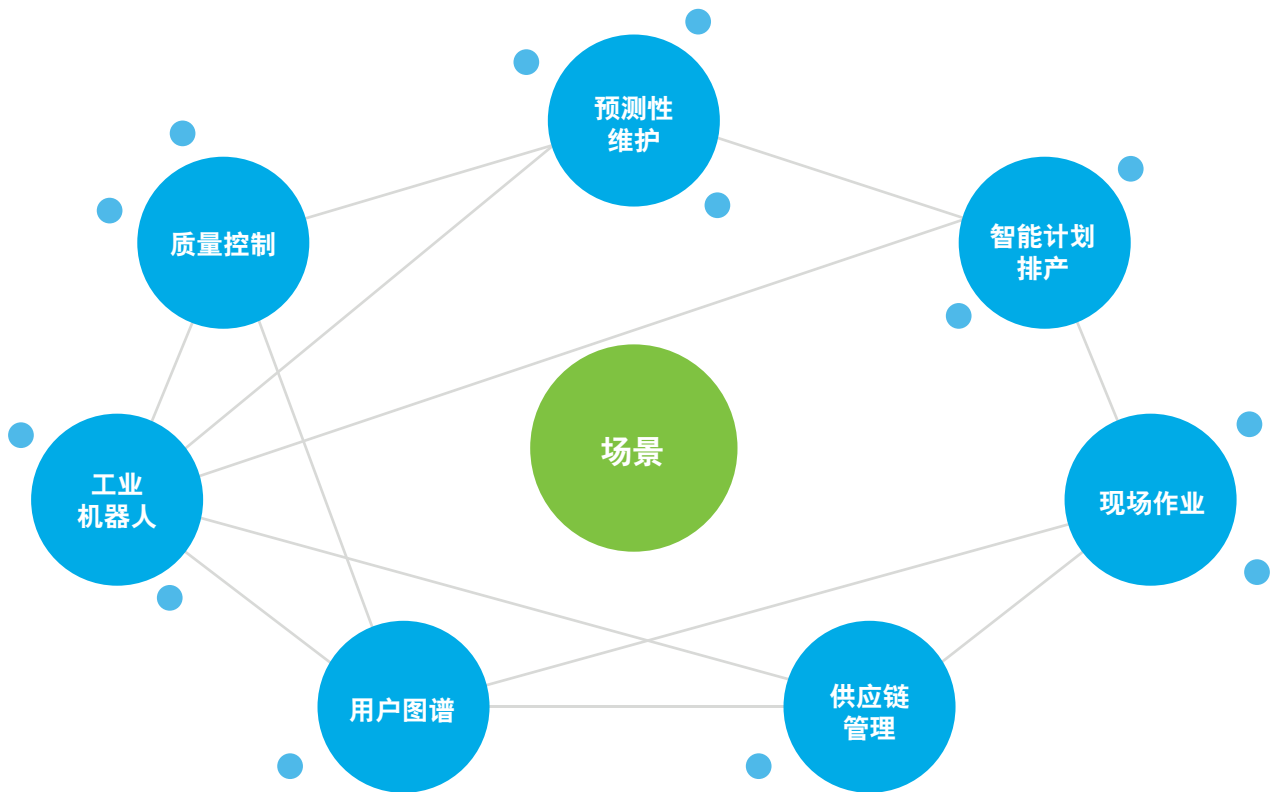 预测性
维护
质量控制
智能计划
排产
场景
工业
机器人
现场作业
用户图谱
供应链
管理